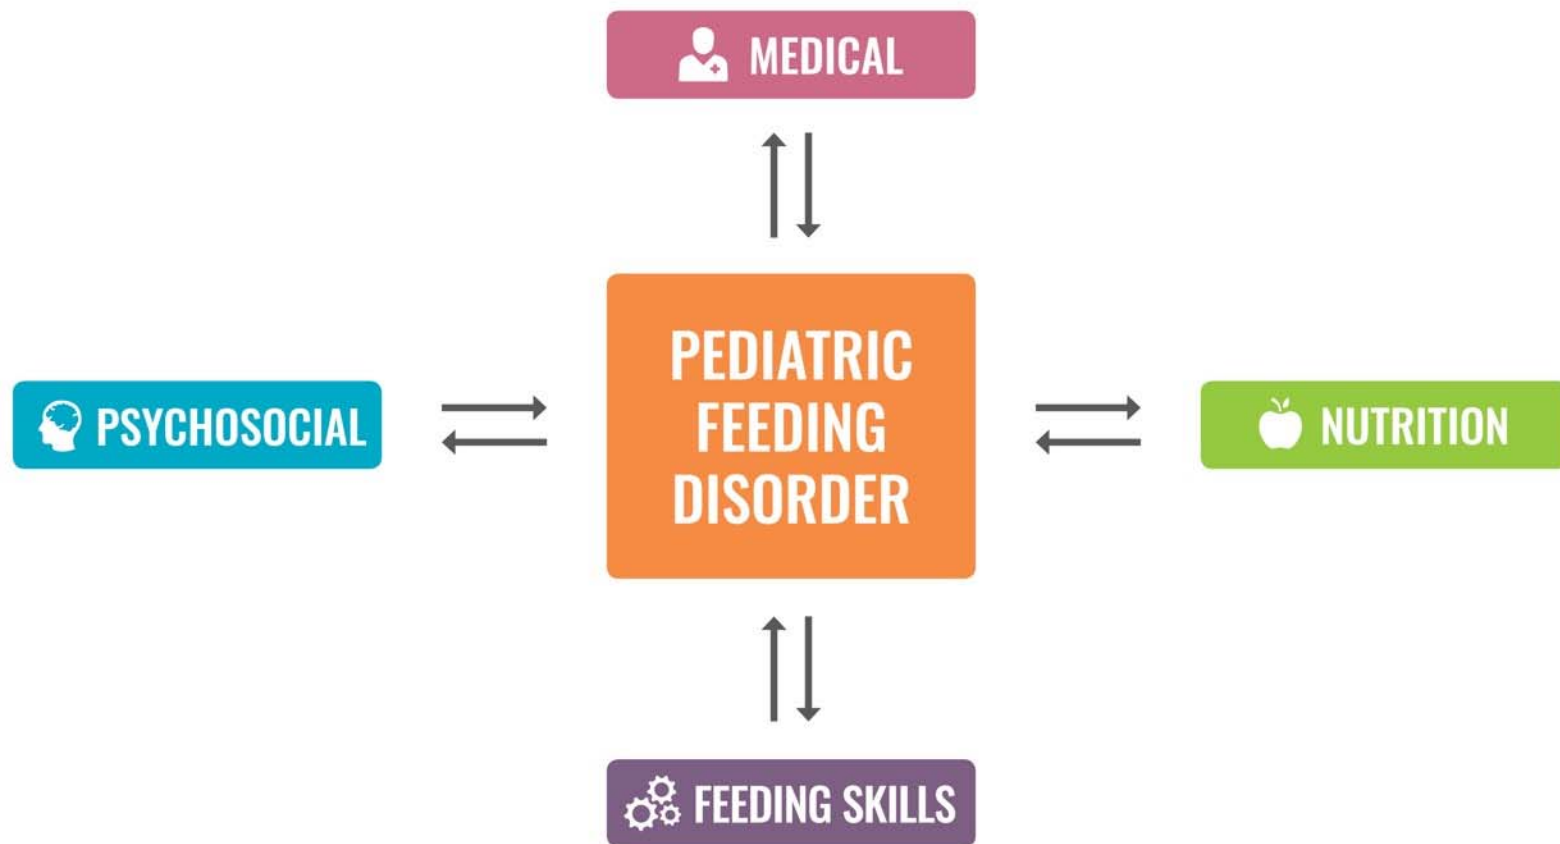 MEDICAL
PEDIATRIC
FEEDING
DISORDER
PSYCHOSOCIAL
NUTRITION
FEEDING SKILLS